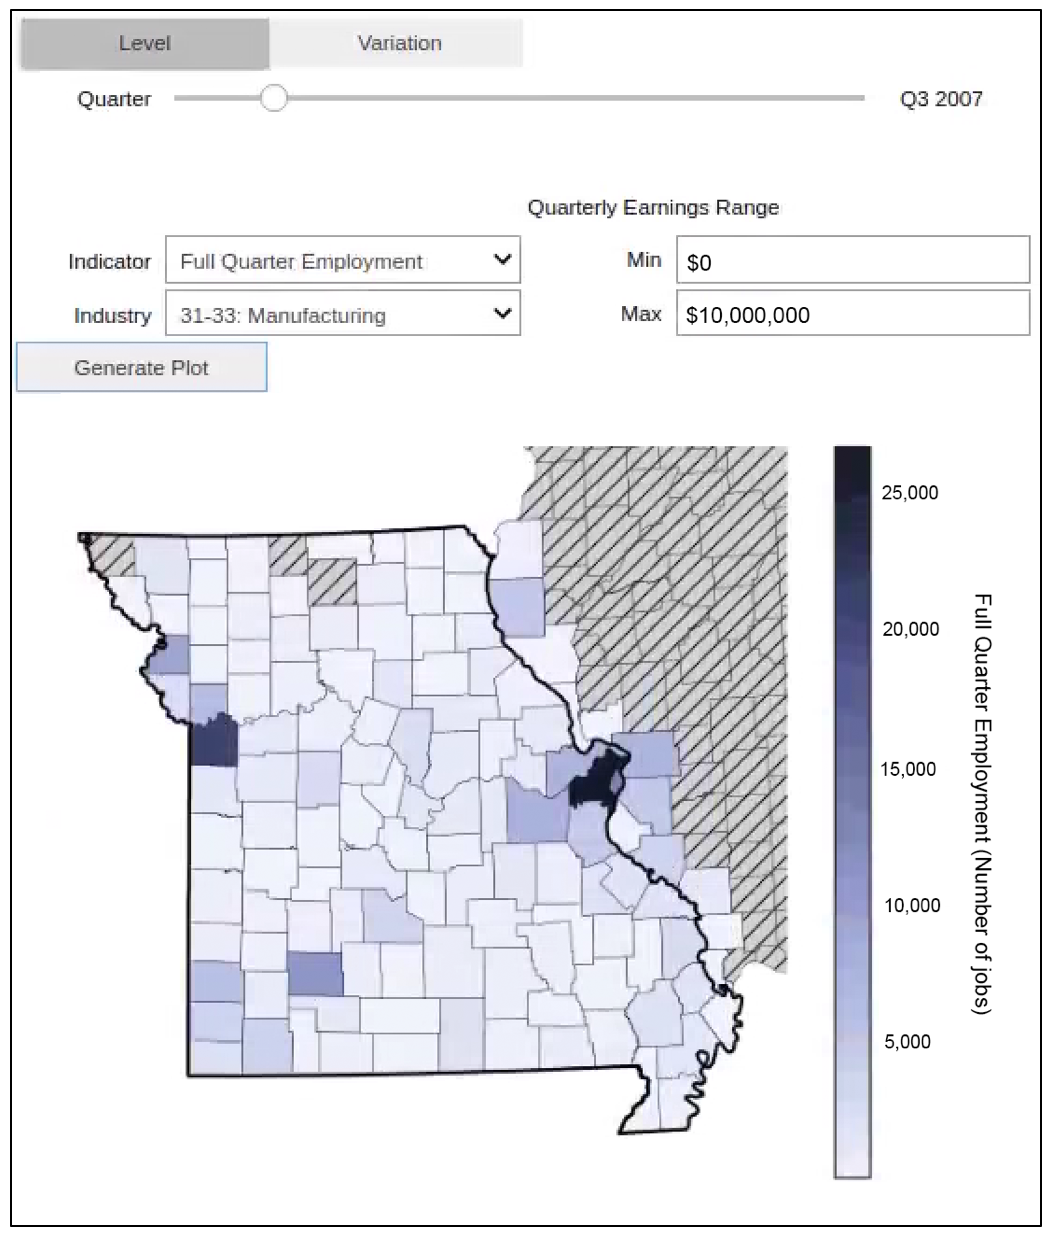 Level Variation
Quarter Q3 2007
Quarterly Earnings Range
Indicator Full Quarter Employment Min $0
Industry 31-33: Manufacturing Max $10,000,000
Generate Plot
25,000
20,000
15,000
10,000
5,000
Full Quarter Employment (Number of jobs)